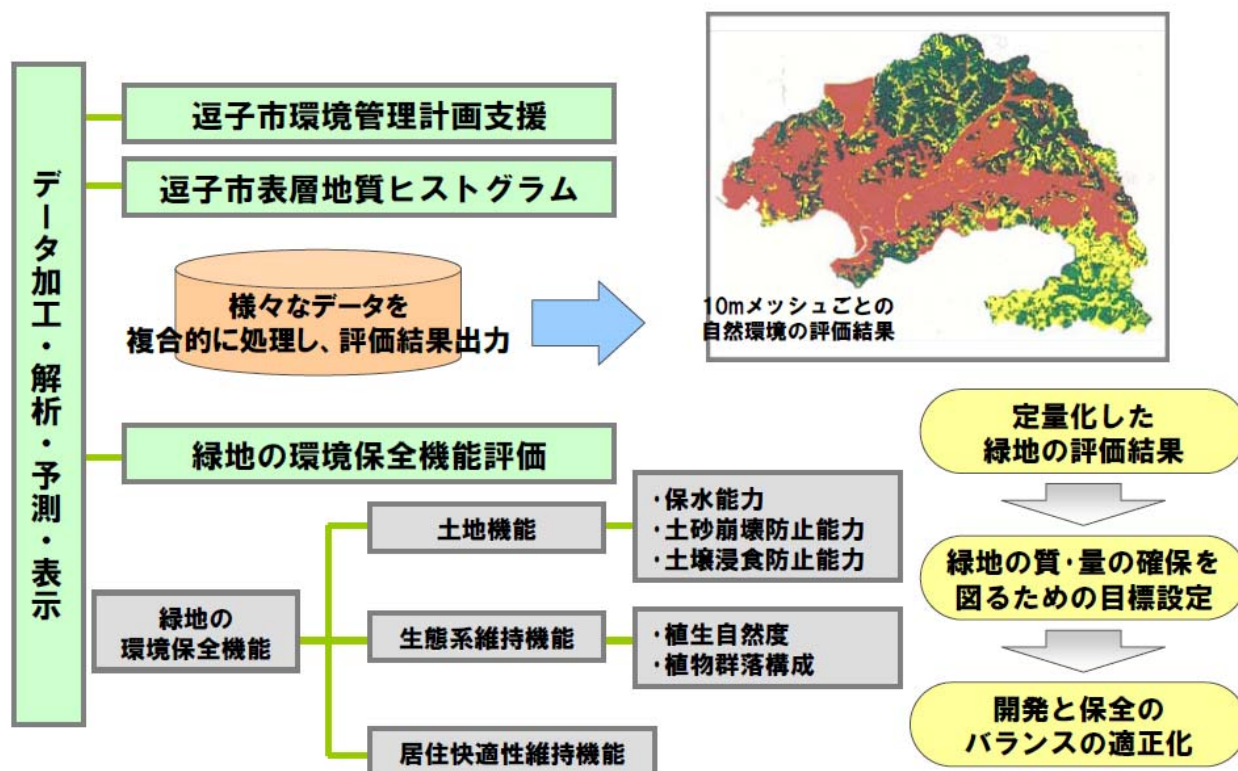 データ加工・解析・予測・表示
逗子市環境管理計画支援
逗子市表層地質ヒストグラム
様々なデータを
複合的に処理し、評価結果出力
10mメッシュごとの
自然環境の評価結果
緑地の環境保全機能評価
緑地の
環境保全機能
土地機能
・保水能力
・土砂崩壊防止能力
・土壌浸食防止能力
生態系維持機能
・植生自然度
・植物群落構成
居住快適性維持機能
定量化した
緑地の評価結果
緑地の質・量の確保を
図るための目標設定
開発と保全の
バランスの適正化